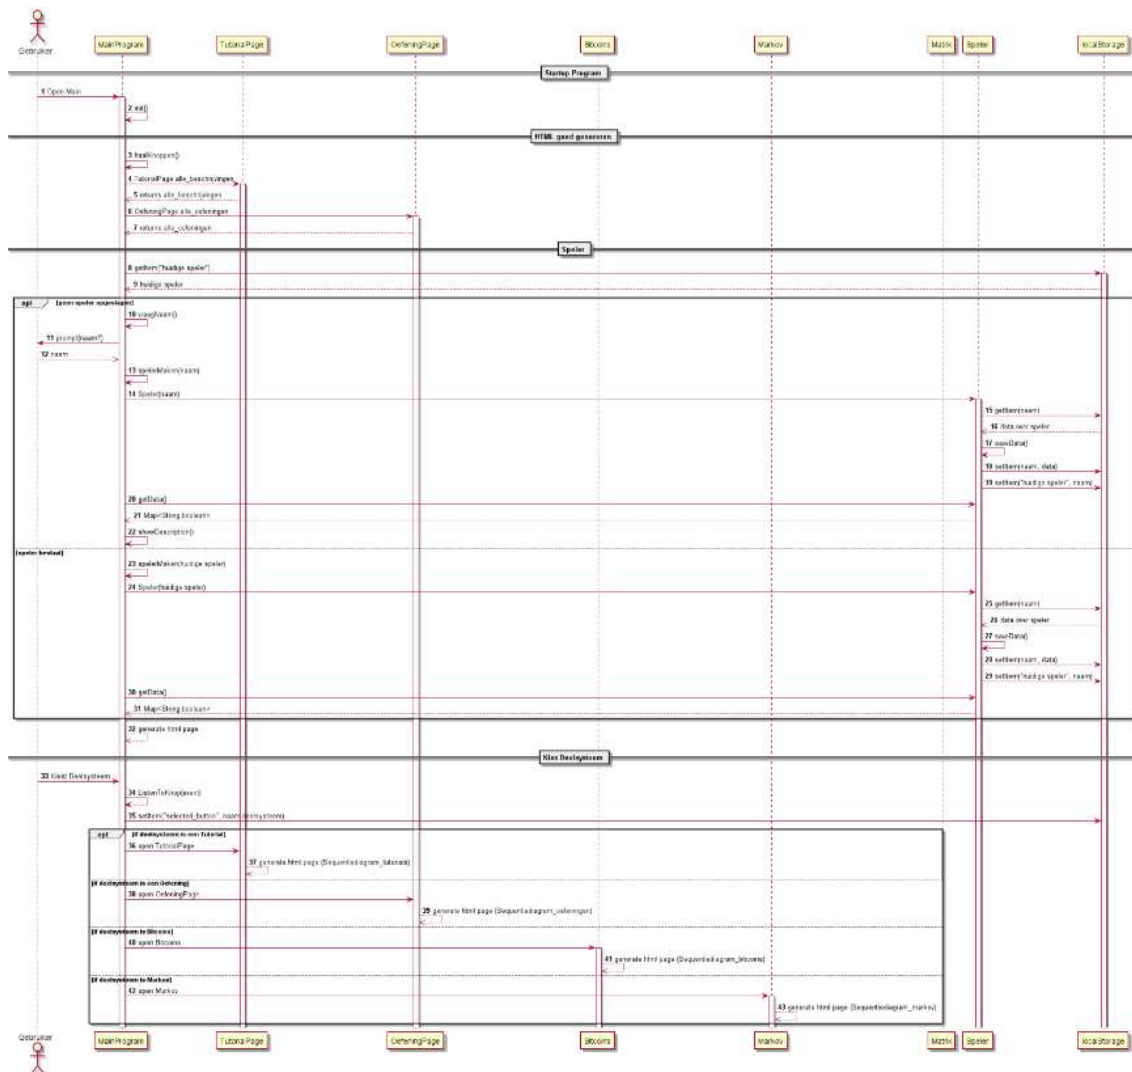 Gebruiker MainProgram TutorialPage OefeningPage Bitcoins Markov Matrix Speler localStorage
Startup Program
1 Open Main
2 init()
HTML goed genereren
3 haalKnoppen()
4 TutorialPage.alle_beschrijvingen
5 returns alle_beschrijvingen
6 OefeningPage.alle_oefeningen
7 returns alle_oefeningen
Speler
8 getItem("huidige speler")
9 huidige speler
opt [geen speler opgeslagen]
10 vraagNaam()
11 prompt(naam?)
12 naam
13 spelerMaken(naam)
14 Speler(naam)
15 getItem(naam)
16 data over speler
17 saveData()
18 setItem(naam, data)
19 setItem("huidige speler", naam)
20 getData()
21 Map<String,boolean>
22 showDescription()
[speler bestaat]
23 spelerMaken(huidige speler)
24 Speler(huidige speler)
25 getItem(naam)
26 data over speler
27 saveData()
28 setItem(naam, data)
29 setItem("huidige speler", naam)
30 getData()
31 Map<String,boolean>
32 generate html page
Kies Deelsysteem
33 Kiest Deelsysteem
34 ListenToKnop(event)
35 setItem("selected_button", naam deelsysteem)
opt [if deelsysteem is een Tutorial]
36 open TutorialPage
37 generate html page (Sequentiediagram_tutorials)
[if deelsysteem is een Oefening]
38 open OefeningPage
39 generate html page (Sequentiediagram_oefeningen)
[if deelsysteem is Bitcoins]
40 open Bitcoins
41 generate html page (Sequentiediagram_bitcoins)
[if deelsysteem is Markov]
42 open Markov
43 generate html page (Sequentiediagram_markov)
Gebruiker MainProgram TutorialPage OefeningPage Bitcoins Markov Matrix Speler localStorage